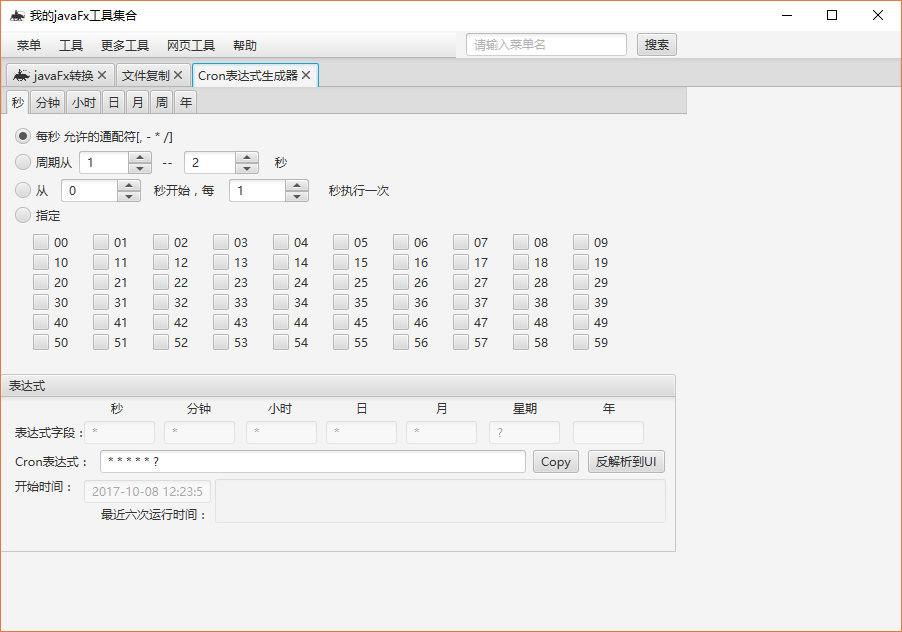 我的javaFx工具集合
菜单 工具 更多工具 网页工具 帮助 请输入菜单名 搜索
javaFx转换 文件复制 Cron表达式生成器
秒 分钟 小时 日 月 周 年
每秒 允许的通配符[, - * /]
周期从 1 -- 2 秒
从 0 秒开始，每 1 秒执行一次
指定
00 01 02 03 04 05 06 07 08 09
10 11 12 13 14 15 16 17 18 19
20 21 22 23 24 25 26 27 28 29
30 31 32 33 34 35 36 37 38 39
40 41 42 43 44 45 46 47 48 49
50 51 52 53 54 55 56 57 58 59
表达式
秒 分钟 小时 日 月 星期 年
表达式字段： * * * * * ?
Cron表达式： * * * * * ? Copy 反解析到UI
开始时间： 2017-10-08 12:23:5
最近六次运行时间：